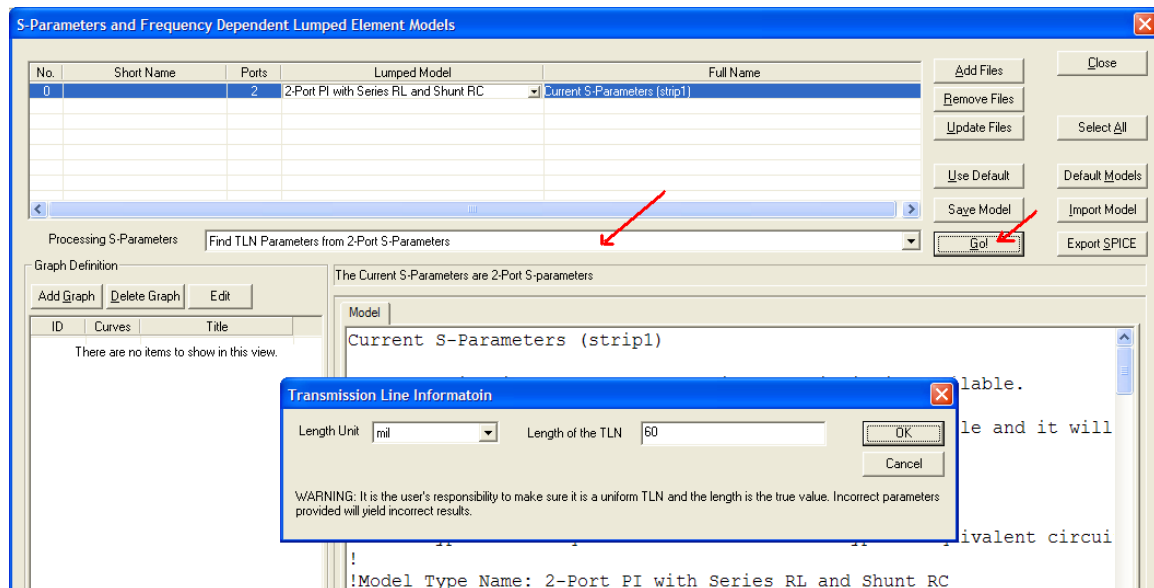 S-Parameters and Frequency Dependent Lumped Element Models
No. Short Name Ports Lumped Model Full Name
0 2 2-Port PI with Series RL and Shunt RC Current S-Parameters (strip1)
Add Files
Close
Remove Files
Update Files
Select All
Use Default
Default Models
Save Model
Import Model
Processing S-Parameters
Find TLN Parameters from 2-Port S-Parameters
Go!
Export SPICE
Graph Definition
Add Graph
Delete Graph
Edit
ID Curves Title
There are no items to show in this view.
The Current S-Parameters are 2-Port S-parameters
Model
Current S-Parameters (strip1)
lable.
Transmission Line Informatoin
Length Unit
mil
Length of the TLN
60
OK
Cancel
WARNING: It is the user's responsibility to make sure it is a uniform TLN and the length is the true value. Incorrect parameters
provided will yield incorrect results.
le and it will
ivalent circui
!
!Model Type Name: 2-Port PI with Series RL and Shunt RC